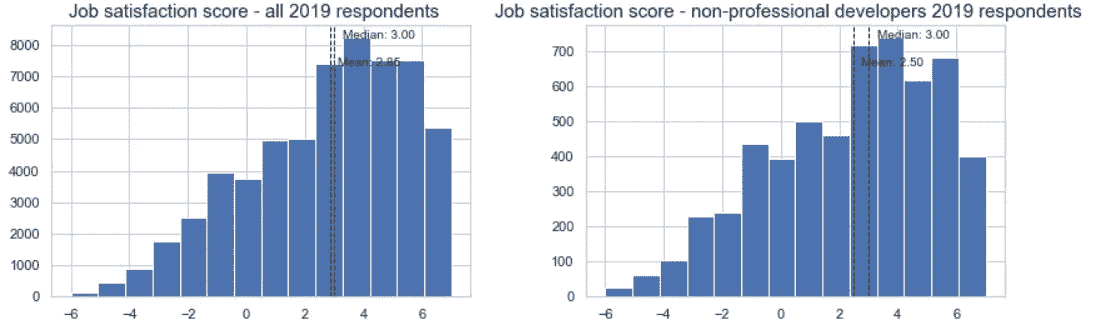 Job satisfaction score - all 2019 respondents
Median: 3.00
Mean: 2.85
8000
7000
6000
5000
4000
3000
2000
1000
0
−6 −4 −2 0 2 4 6
Job satisfaction score - non-professional developers 2019 respondents
Median: 3.00
Mean: 2.50
700
600
500
400
300
200
100
0
−6 −4 −2 0 2 4 6